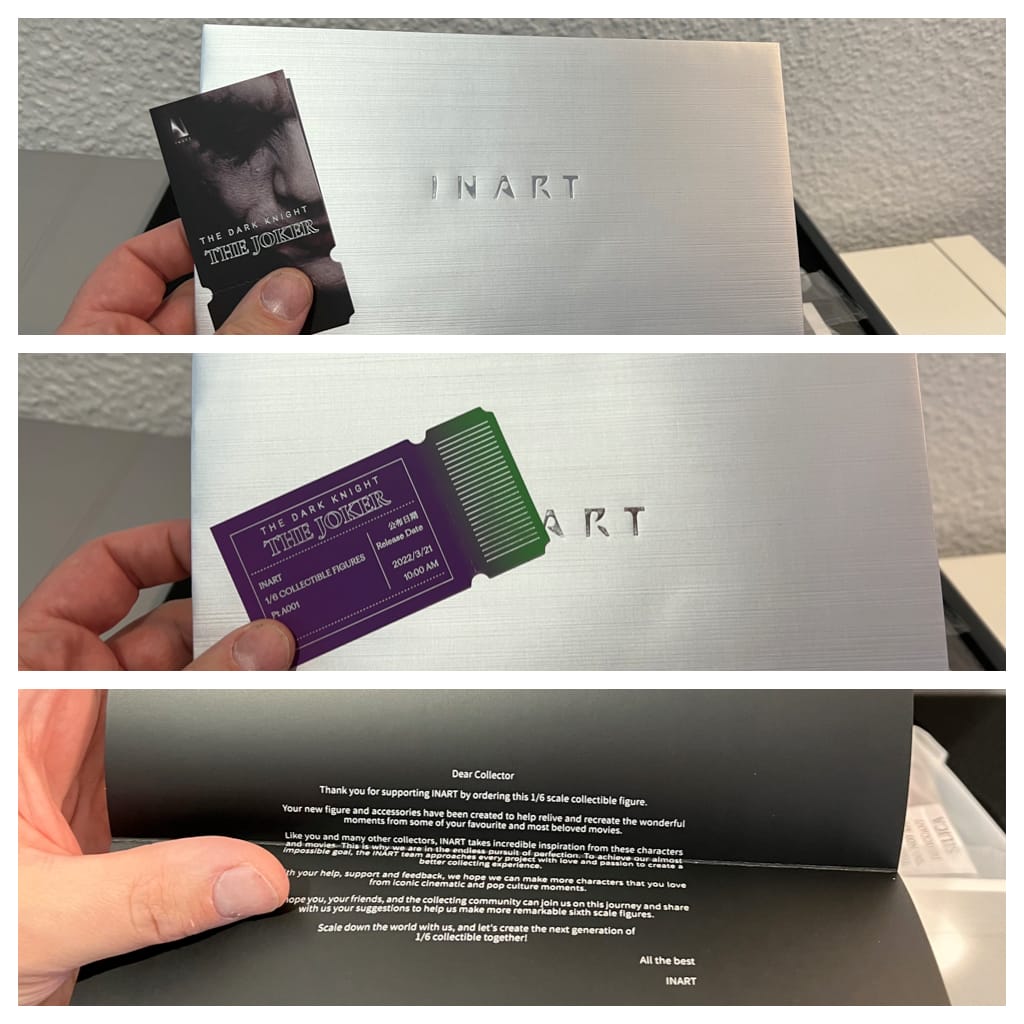 INART
INART
THE DARK KNIGHT
THE JOKER
ART
THE DARK KNIGHT
THE JOKER
INART
1/6 COLLECTIBLE FIGURES
Pt A001
公布日期
Release Date
2022/3/21
10:00 AM
Dear Collector
Thank you for supporting INART by ordering this 1/6 scale collectible figure.
Your new figure and accessories have been created to help relive and recreate the wonderful
moments from some of your favourite and most beloved movies.
Like you and many other collectors, INART takes incredible inspiration from these characters
and movies. This is why we are in the endless pursuit of perfection. To achieve our almost
impossible goal, the INART team approaches every project with love and passion to create a
better collecting experience.
th your help, support and feedback, we hope we can make more characters that you love
from iconic cinematic and pop culture moments.
ope you, your friends, and the collecting community can join us on this journey and share
with us your suggestions to help us make more remarkable sixth scale figures.
Scale down the world with us, and let's create the next generation of
1/6 collectible together!
All the best
INART